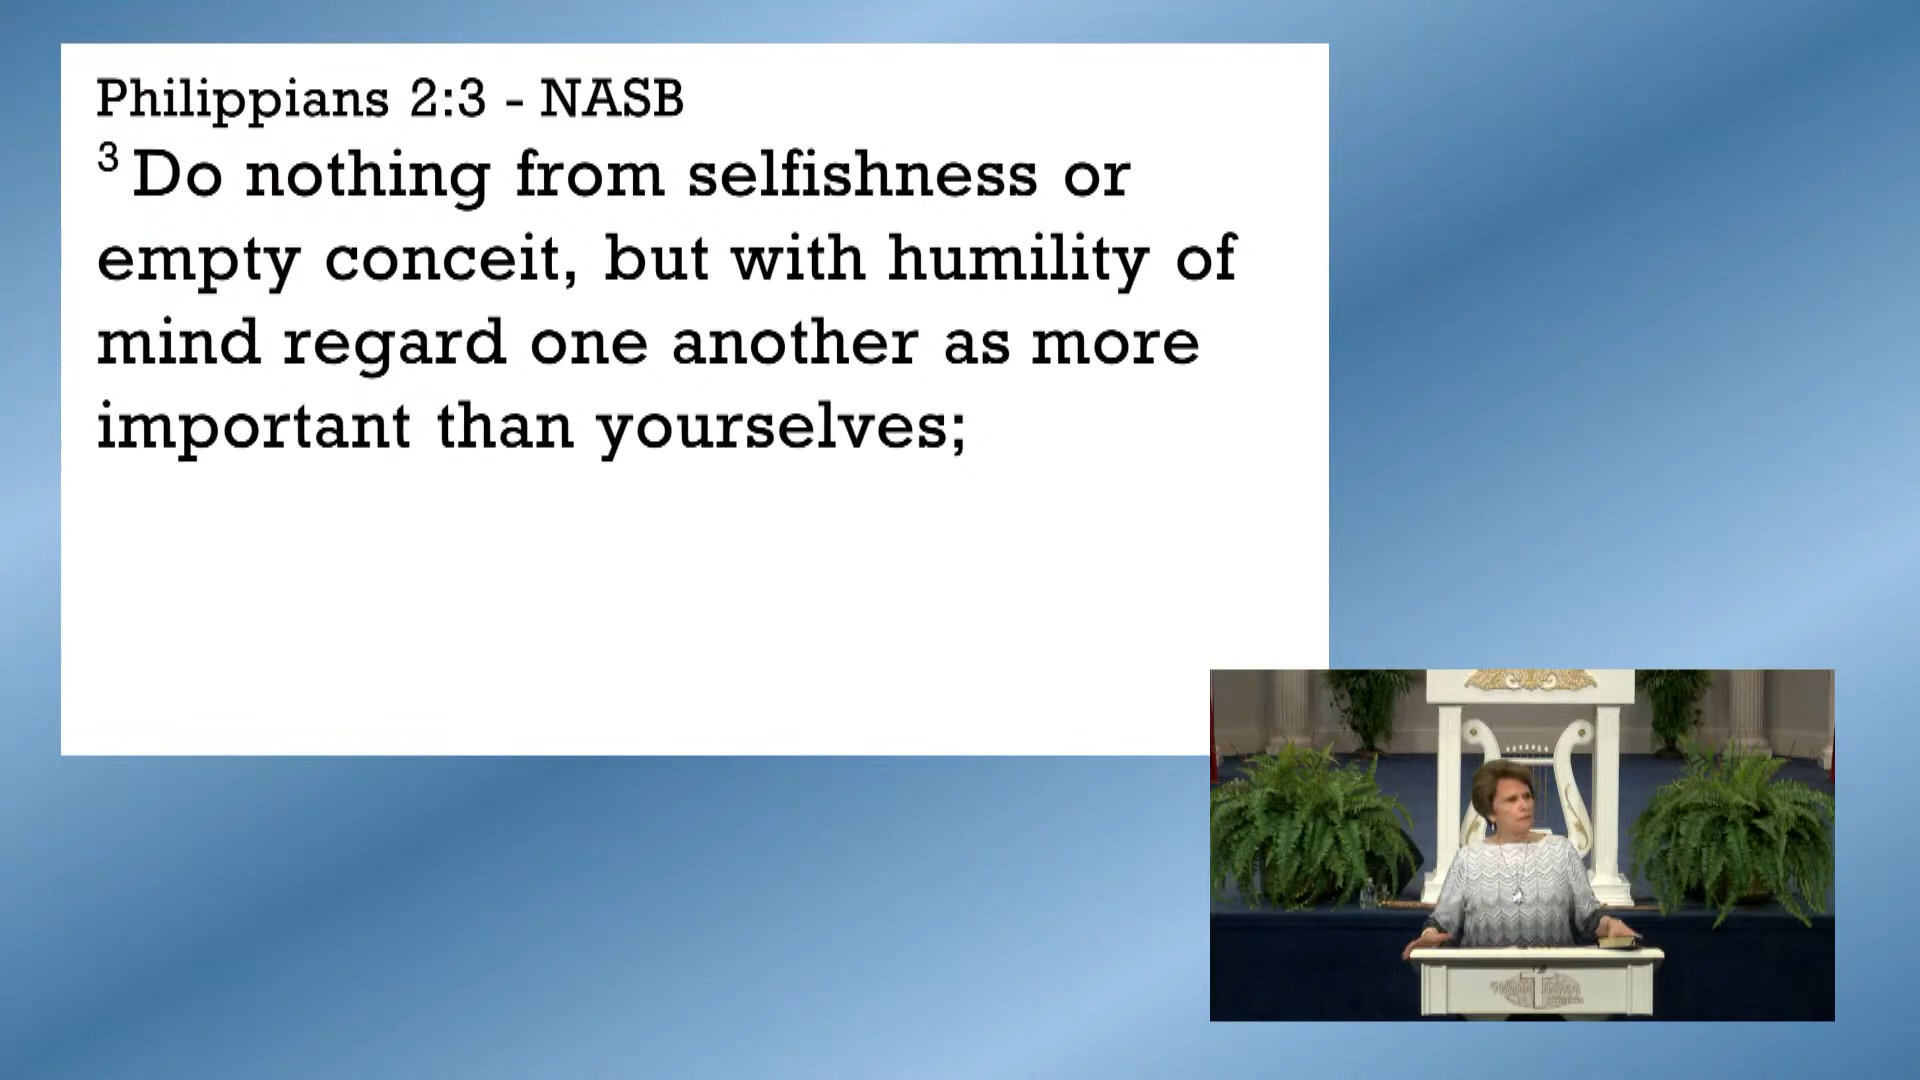 Philippians 2:3 - NASB
3 Do nothing from selfishness or
empty conceit, but with humility of
mind regard one another as more
important than yourselves;